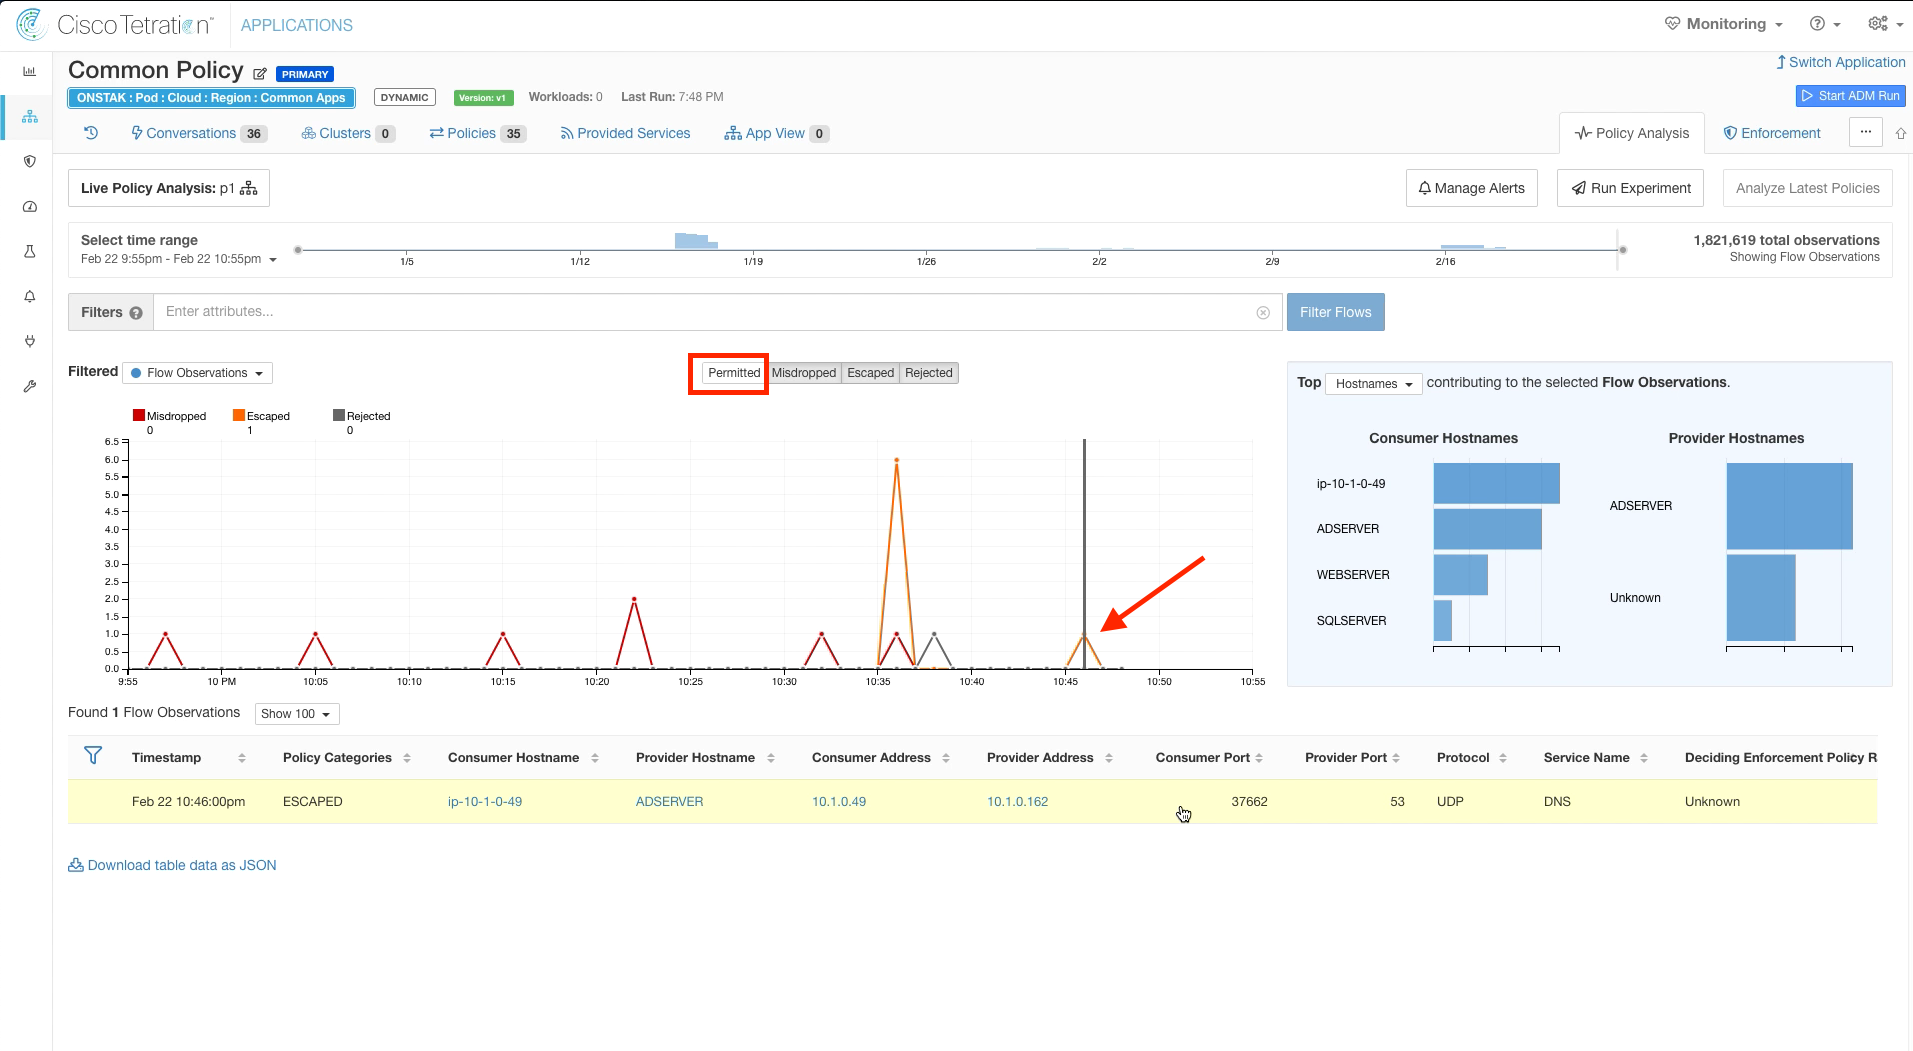 Cisco Tetration™ APPLICATIONS
Monitoring
Common Policy PRIMARY
Switch Application
ONSTAK : Pod : Cloud : Region : Common Apps DYNAMIC Version: v1 Workloads: 0 Last Run: 7:48 PM
Start ADM Run
Conversations 36 Clusters 0 Policies 35 Provided Services App View 0 Policy Analysis Enforcement ...
Live Policy Analysis: p1
Manage Alerts Run Experiment Analyze Latest Policies
Select time range
Feb 22 9:55pm - Feb 22 10:55pm
1/5 1/12 1/19 1/26 2/2 2/9 2/16
1,821,619 total observations
Showing Flow Observations
Filters ? Enter attributes... Filter Flows
Filtered Flow Observations Permitted Misdropped Escaped Rejected
Misdropped Escaped Rejected
0 1 0
6.5
6.0
5.5
5.0
4.5
4.0
3.5
3.0
2.5
2.0
1.5
1.0
0.5
0.0
9:55 10 PM 10:05 10:10 10:15 10:20 10:25 10:30 10:35 10:40 10:45 10:50 10:55
Top Hostnames contributing to the selected Flow Observations.
Consumer Hostnames Provider Hostnames
ip-10-1-0-49
ADSERVER
WEBSERVER
SQLSERVER
ADSERVER
Unknown
Found 1 Flow Observations Show 100
Timestamp Policy Categories Consumer Hostname Provider Hostname Consumer Address Provider Address Consumer Port Provider Port Protocol Service Name Deciding Enforcement Policy R
Feb 22 10:46:00pm ESCAPED ip-10-1-0-49 ADSERVER 10.1.0.49 10.1.0.162 37662 53 UDP DNS Unknown
Download table data as JSON